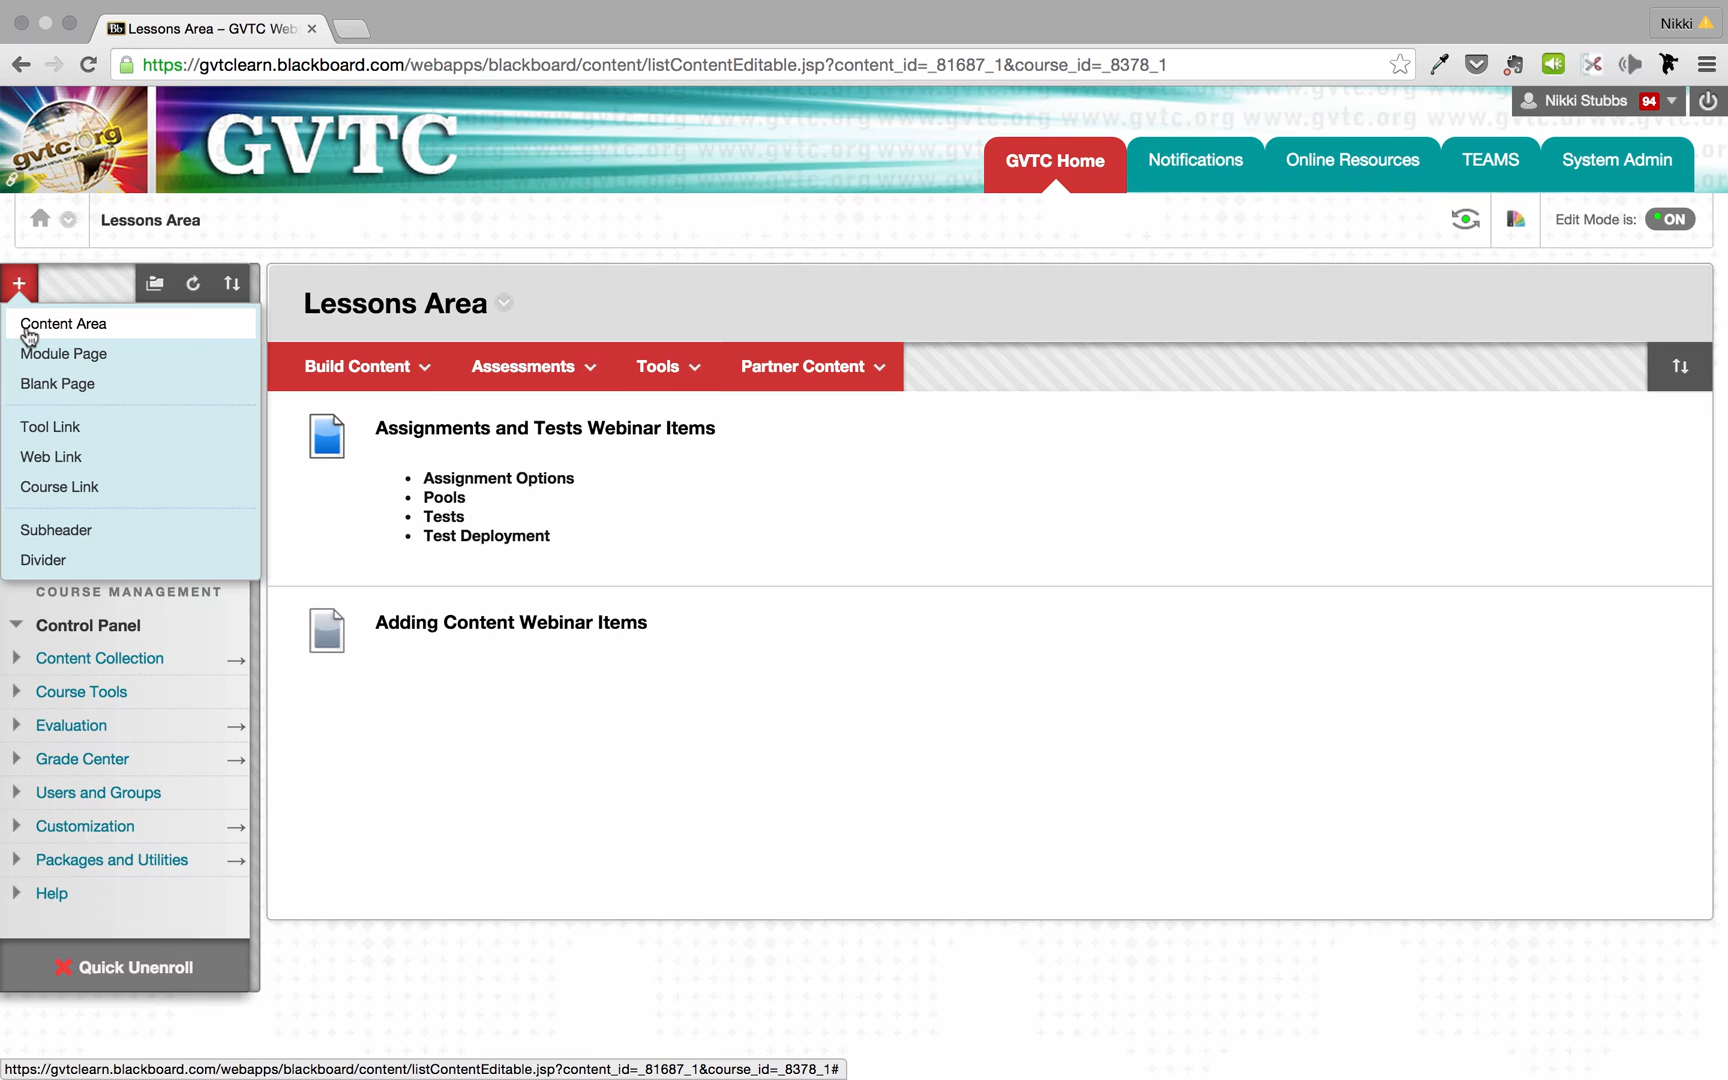 Bb Lessons Area – GVTC Web
Nikki
https://gvtclearn.blackboard.com/webapps/blackboard/content/listContentEditable.jsp?content_id=_81687_1&course_id=_8378_1
gvtc.org
GVTC
Nikki Stubbs 94
GVTC Home
Notifications
Online Resources
TEAMS
System Admin
Lessons Area
Edit Mode is: ON
+
Content Area
Module Page
Blank Page
Tool Link
Web Link
Course Link
Subheader
Divider
COURSE MANAGEMENT
Control Panel
Content Collection
Course Tools
Evaluation
Grade Center
Users and Groups
Customization
Packages and Utilities
Help
Quick Unenroll
Lessons Area
Build Content
Assessments
Tools
Partner Content
Assignments and Tests Webinar Items
• Assignment Options
• Pools
• Tests
• Test Deployment
Adding Content Webinar Items
https://gvtclearn.blackboard.com/webapps/blackboard/content/listContentEditable.jsp?content_id=_81687_1&course_id=_8378_1#